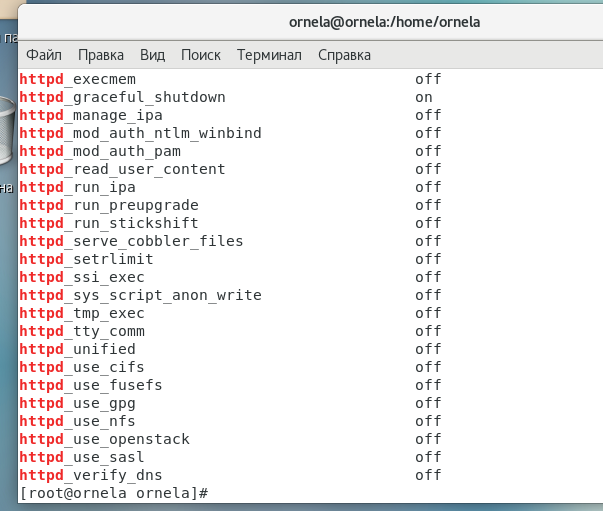 ornela@ornela:/home/ornela
Файл Правка Вид Поиск Терминал Справка
httpd_execmem off
httpd_graceful_shutdown on
httpd_manage_ipa off
httpd_mod_auth_ntlm_winbind off
httpd_mod_auth_pam off
httpd_read_user_content off
httpd_run_ipa off
httpd_run_preupgrade off
httpd_run_stickshift off
httpd_serve_cobbler_files off
httpd_setrlimit off
httpd_ssi_exec off
httpd_sys_script_anon_write off
httpd_tmp_exec off
httpd_tty_comm off
httpd_unified off
httpd_use_cifs off
httpd_use_fusefs off
httpd_use_gpg off
httpd_use_nfs off
httpd_use_openstack off
httpd_use_sasl off
httpd_verify_dns off
[root@ornela ornela]#